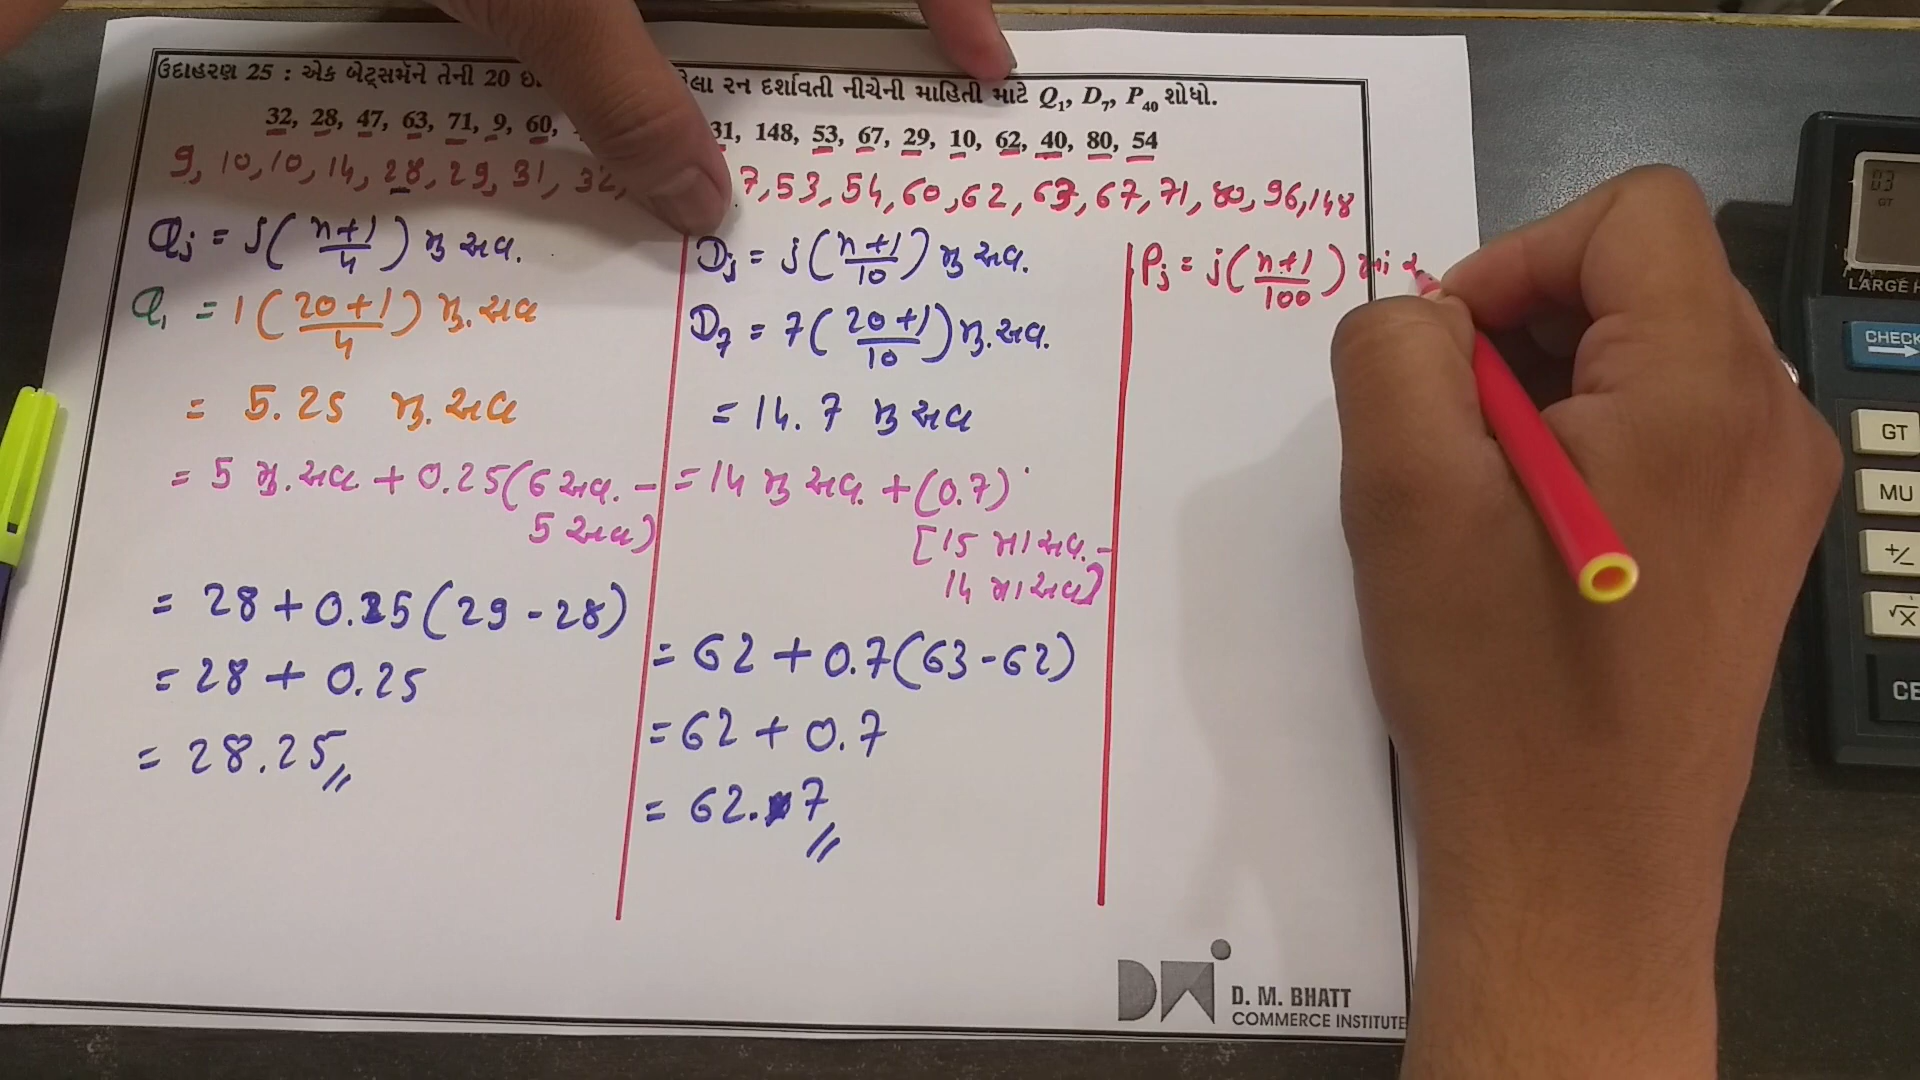 ઉદાહરણ 25 : એક બેટ્સમૅને તેની 20 રન દર્શાવતી નીચેની માહિતી માટે Q1, D7, P40 શોધો.
32, 28, 47, 63, 71, 9, 60, 31, 148, 53, 67, 29, 10, 62, 40, 80, 54
9, 10, 10, 14, 28, 29, 31, 32, 7, 53, 54, 60, 62, 63, 67, 71, 80, 96, 148
Qj = j(n+1/4) મુ અવ.
Q1 = 1(20+1/4) મુ.અવ
= 5.25 મુ.અવ
= 5 મુ.અવ + 0.25(6 અવ. -
5 અવ)
= 28 + 0.25(29 - 28)
= 28 + 0.25
= 28.25
Dj = j(n+1/10) મુ અવ.
D7 = 7(20+1/10) મુ.અવ.
= 14.7 મુ અવ
= 14 મુ અવ. + (0.7)
[15 મા અવ. -
14 મા અવ]
= 62 + 0.7(63-62)
= 62 + 0.7
= 62.7
Pj = j(n+1/100)
D. M. BHATT
COMMERCE INSTITUTE
GT
LARGE
CHECK
GT
MU
+/-
√X
CE